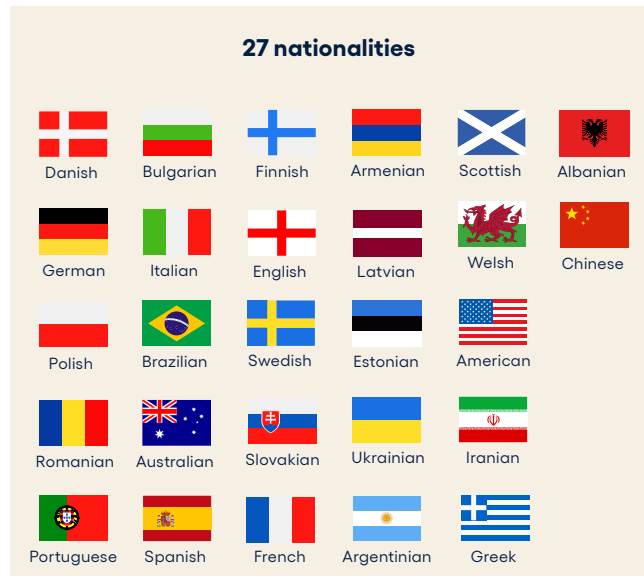 27 nationalities
Danish Bulgarian Finnish Armenian Scottish Albanian
German Italian English Latvian Welsh Chinese
Polish Brazilian Swedish Estonian American
Romanian Australian Slovakian Ukrainian Iranian
Portuguese Spanish French Argentinian Greek